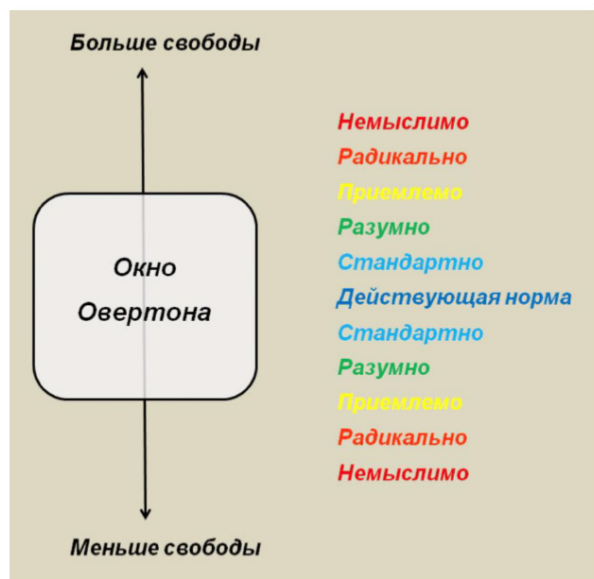 Больше свободы
Немыслимо
Радикально
Приемлемо
Разумно
Стандартно
Действующая норма
Стандартно
Разумно
Приемлемо
Радикально
Немыслимо
Окно
Овертона
Меньше свободы